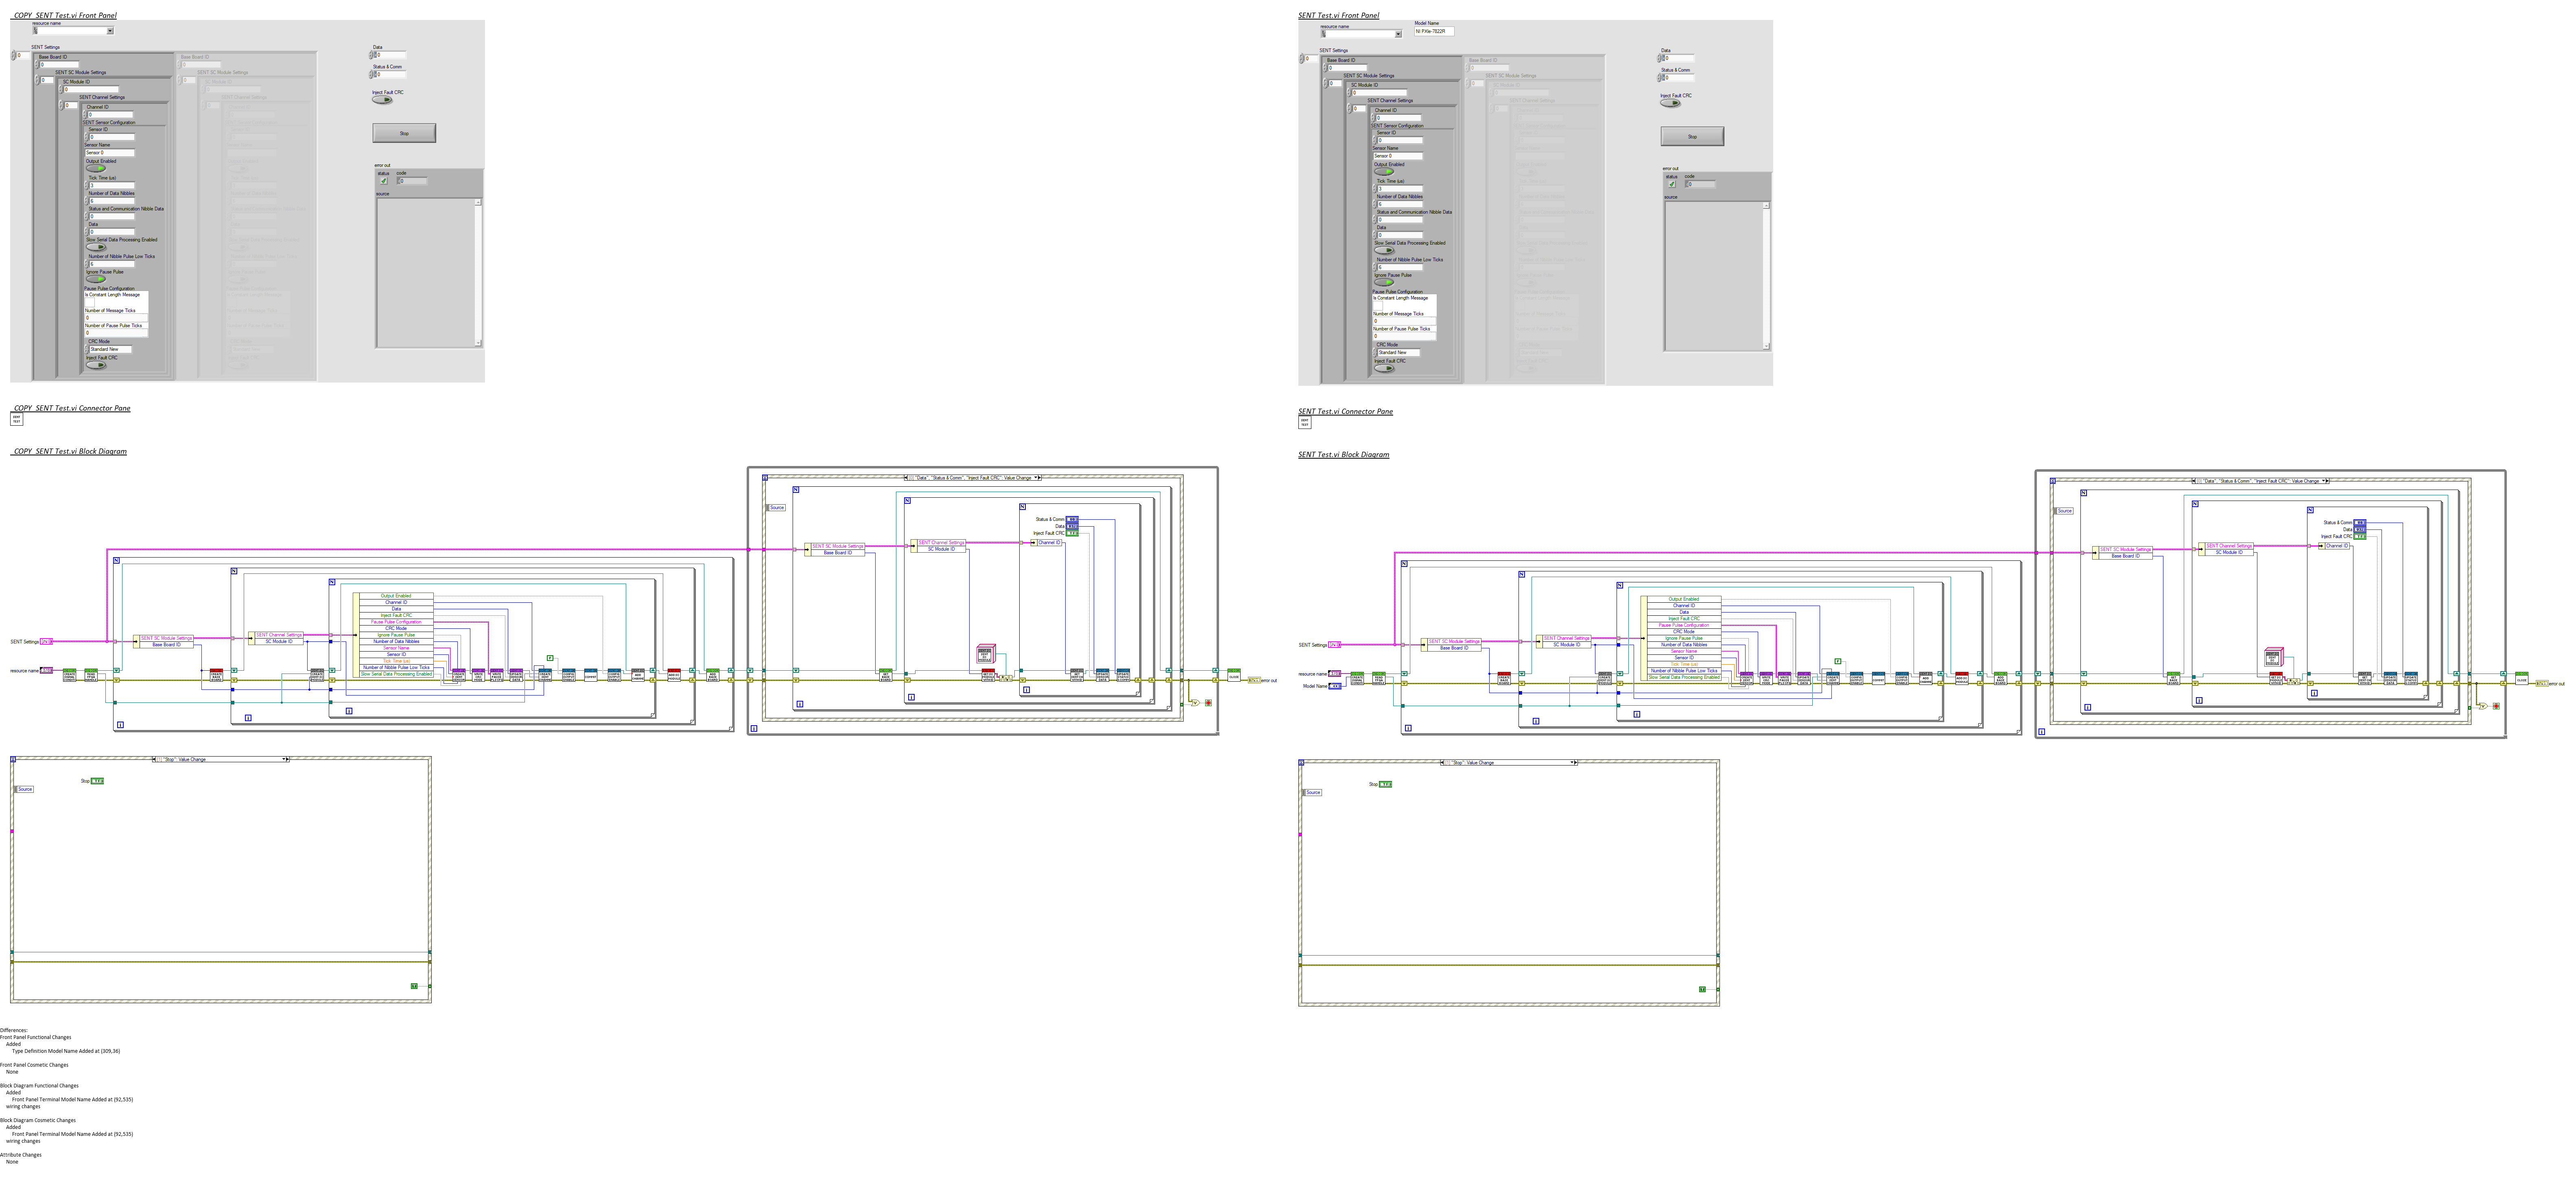 COPY_SENT Test.vi Front Panel
resource name
SENT Settings
0
Base Board ID
0
SENT SC Module Settings
0
SC Module ID
0
SENT Channel Settings
0
Channel ID
0
SENT Sensor Configuration
Sensor ID
0
Sensor Name
Sensor 0
Output Enabled
Tick Time (us)
3
Number of Data Nibbles
6
Status and Communication Nibble Data
0
Data
0
Slow Serial Data Processing Enabled
Number of Nibble Pulse Low Ticks
6
Ignore Pause Pulse
Pause Pulse Configuration
Is Constant Length Message
Number of Message Ticks
0
Number of Pause Pulse Ticks
0
CRC Mode
Standard New
Inject Fault CRC
Data
0
Status & Comm
0
Inject Fault CRC
Stop
error out
status code
0
source
COPY_SENT Test.vi Connector Pane
SENT
TEST
COPY_SENT Test.vi Block Diagram
[0] "Data", "Status & Comm", "Inject Fault CRC": Value Change
Source
Status & Comm
Data
Inject Fault CRC
SENT SC Module Settings
Base Board ID
SENT Channel Settings
SC Module ID
Channel ID
Output Enabled
Channel ID
Data
Inject Fault CRC
Pause Pulse Configuration
CRC Mode
Ignore Pause Pulse
Number of Data Nibbles
Sensor Name
Sensor ID
Tick Time (us)
Number of Nibble Pulse Low Ticks
Slow Serial Data Processing Enabled
SENT Settings
SENT SC Module Settings
Base Board ID
SENT Channel Settings
SC Module ID
resource name
error out
[1] "Stop": Value Change
Stop
Source
Differences:
Front Panel Functional Changes
Added
Type Definition Model Name Added at (309,36)
Front Panel Cosmetic Changes
None
Block Diagram Functional Changes
Added
Front Panel Terminal Model Name Added at (92,535)
wiring changes
Block Diagram Cosmetic Changes
Added
Front Panel Terminal Model Name Added at (92,535)
wiring changes
Attribute Changes
None
SENT Test.vi Front Panel
resource name
Model Name
NI PXIe-7822R
SENT Settings
0
Base Board ID
0
SENT SC Module Settings
0
SC Module ID
0
SENT Channel Settings
0
Channel ID
0
SENT Sensor Configuration
Sensor ID
0
Sensor Name
Sensor 0
Output Enabled
Tick Time (us)
3
Number of Data Nibbles
6
Status and Communication Nibble Data
0
Data
0
Slow Serial Data Processing Enabled
Number of Nibble Pulse Low Ticks
6
Ignore Pause Pulse
Pause Pulse Configuration
Is Constant Length Message
Number of Message Ticks
0
Number of Pause Pulse Ticks
0
CRC Mode
Standard New
Inject Fault CRC
Data
0
Status & Comm
0
Inject Fault CRC
Stop
error out
status code
0
source
SENT Test.vi Connector Pane
SENT
TEST
SENT Test.vi Block Diagram
[0] "Data", "Status & Comm", "Inject Fault CRC": Value Change
Source
Status & Comm
Data
Inject Fault CRC
SENT SC Module Settings
Base Board ID
SENT Channel Settings
SC Module ID
Channel ID
Output Enabled
Channel ID
Data
Inject Fault CRC
Pause Pulse Configuration
CRC Mode
Ignore Pause Pulse
Number of Data Nibbles
Sensor Name
Sensor ID
Tick Time (us)
Number of Nibble Pulse Low Ticks
Slow Serial Data Processing Enabled
SENT Settings
SENT SC Module Settings
Base Board ID
SENT Channel Settings
SC Module ID
resource name
Model Name
error out
[1] "Stop": Value Change
Stop
Source